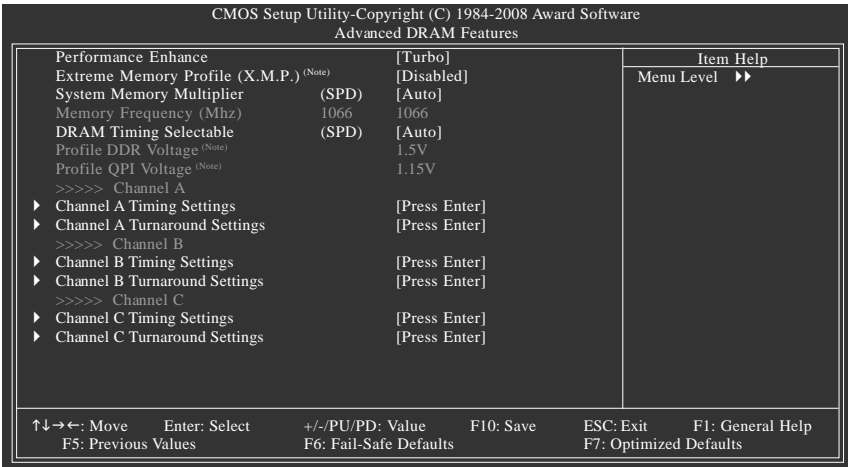 CMOS Setup Utility-Copyright (C) 1984-2008 Award Software
Advanced DRAM Features
Performance Enhance [Turbo]
Extreme Memory Profile (X.M.P.) (Note) [Disabled]
System Memory Multiplier (SPD) [Auto]
Memory Frequency (Mhz) 1066 1066
DRAM Timing Selectable (SPD) [Auto]
Profile DDR Voltage (Note) 1.5V
Profile QPI Voltage (Note) 1.15V
>>>>> Channel A
Channel A Timing Settings [Press Enter]
Channel A Turnaround Settings [Press Enter]
>>>>> Channel B
Channel B Timing Settings [Press Enter]
Channel B Turnaround Settings [Press Enter]
>>>>> Channel C
Channel C Timing Settings [Press Enter]
Channel C Turnaround Settings [Press Enter]
Item Help
Menu Level
↑↓→←: Move Enter: Select +/-/PU/PD: Value F10: Save ESC: Exit F1: General Help
F5: Previous Values F6: Fail-Safe Defaults F7: Optimized Defaults